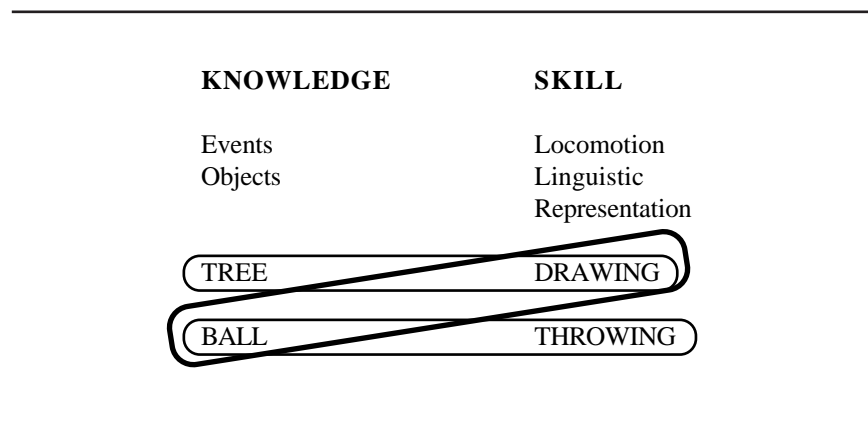 KNOWLEDGE SKILL
Events Locomotion
Objects Linguistic
Representation
TREE DRAWING
BALL THROWING